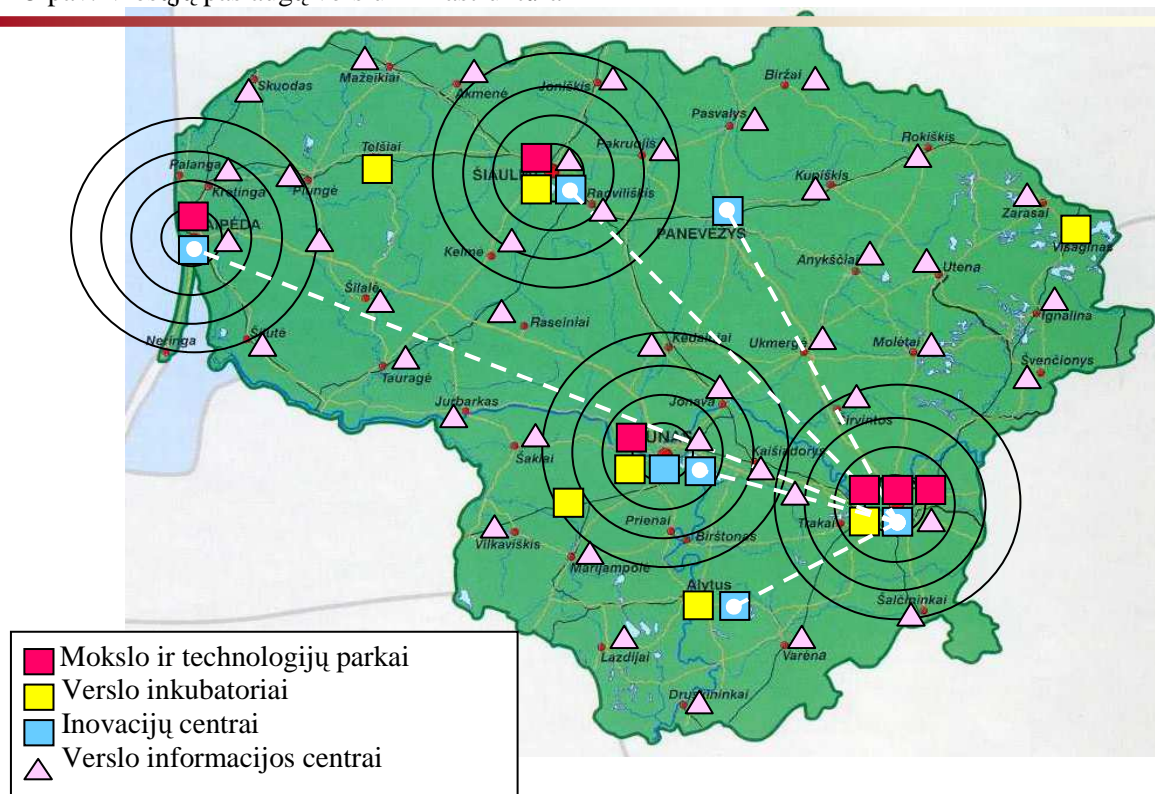 Skuodas
Mažeikiai
Akmenė
Joniškis
Biržai
Pasvalys
Rokiškis
Palanga
Kretinga
Plungė
Telšiai
Pakruojis
Radviliškis
Kupiškis
Zarasai
AIPĖDA
PANEVĖŽYS
Visaginas
Kelmė
Anykščiai
Utena
Šilalė
Ignalina
Raseiniai
Neringa
Šilutė
Tauragė
Kėdainiai
Ukmergė
Molėtai
Švenčionys
Jurbarkas
Jonava
Širvintos
Šakiai
UNAS
Kaišiadorys
Vilkaviškis
Prienai
Birštonas
Trakai
Marijampolė
Alytus
Šalčininkai
Lazdijai
Varėna
Druskininkai
Mokslo ir technologijų parkai
Verslo inkubatoriai
Inovacijų centrai
Verslo informacijos centrai